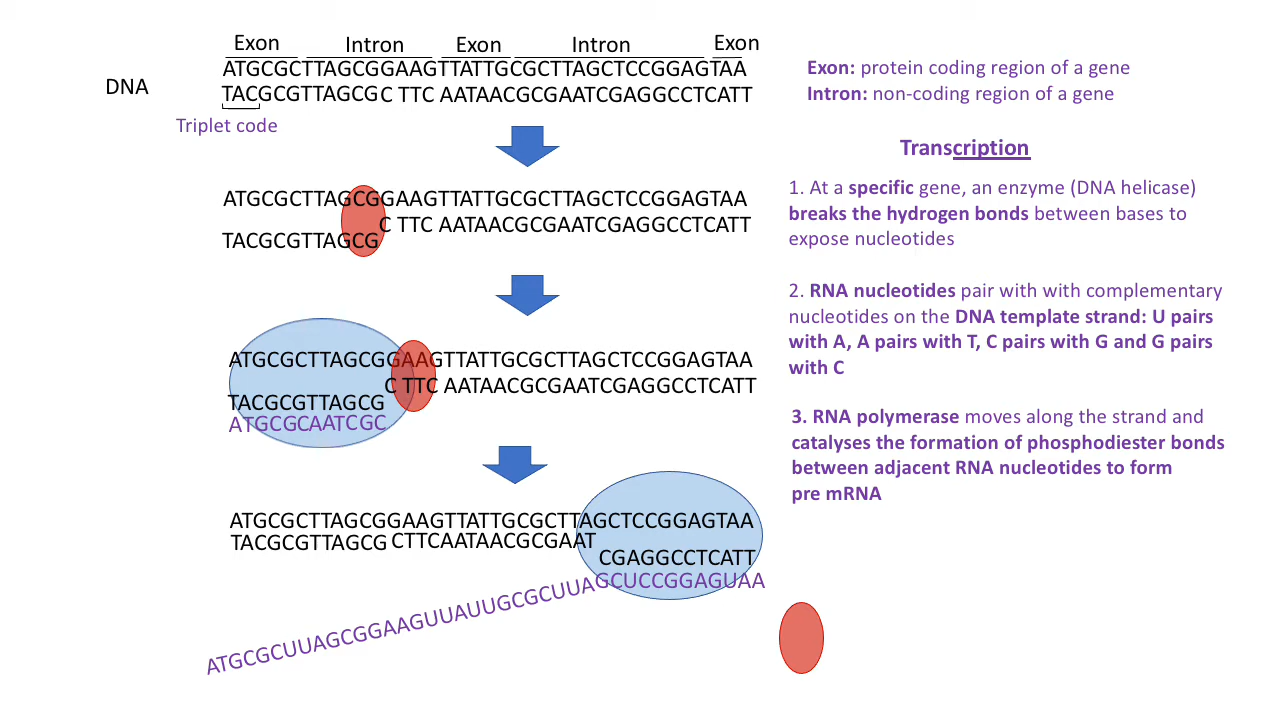 Exon Intron Exon Intron Exon
ATGCGCTTAGCGGAAGTTATTGCGCTTAGCTCCGGAGTAA
DNA
TACGCGTTAGCGC TTC AATAACGCGAATCGAGGCCTCATT
Triplet code
Exon: protein coding region of a gene
Intron: non-coding region of a gene
Transcription
ATGCGCTTAGCGGAAGTTATTGCGCTTAGCTCCGGAGTAA
C TTC AATAACGCGAATCGAGGCCTCATT
TACGCGTTAGCG
1. At a specific gene, an enzyme (DNA helicase)
breaks the hydrogen bonds between bases to
expose nucleotides
2. RNA nucleotides pair with with complementary
nucleotides on the DNA template strand: U pairs
with A, A pairs with T, C pairs with G and G pairs
with C
ATGCGCTTAGCGGAAGTTATTGCGCTTAGCTCCGGAGTAA
C TTC AATAACGCGAATCGAGGCCTCATT
TACGCGTTAGCG
ATGCGCAATCGC
3. RNA polymerase moves along the strand and
catalyses the formation of phosphodiester bonds
between adjacent RNA nucleotides to form
pre mRNA
ATGCGCTTAGCGGAAGTTATTGCGCTTAGCTCCGGAGTAA
TACGCGTTAGCG CTTCAATAACGCGAAT
CGAGGCCTCATT
ATGCGCUUAGCGGAAGUUAUUGCGCUUAGCUCCGGAGUAA